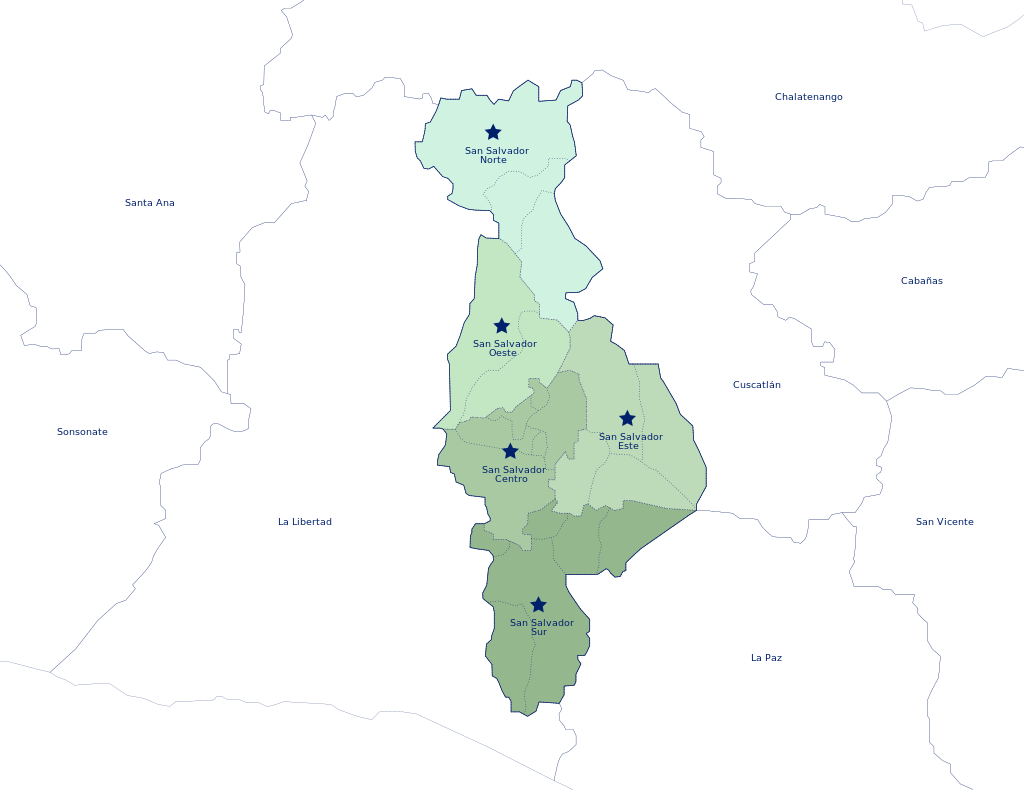 Chalatenango
San Salvador
Norte
Santa Ana
Cabañas
San Salvador
Oeste
Cuscatlán
Sonsonate
San Salvador
Este
San Salvador
Centro
La Libertad
San Vicente
San Salvador
Sur
La Paz